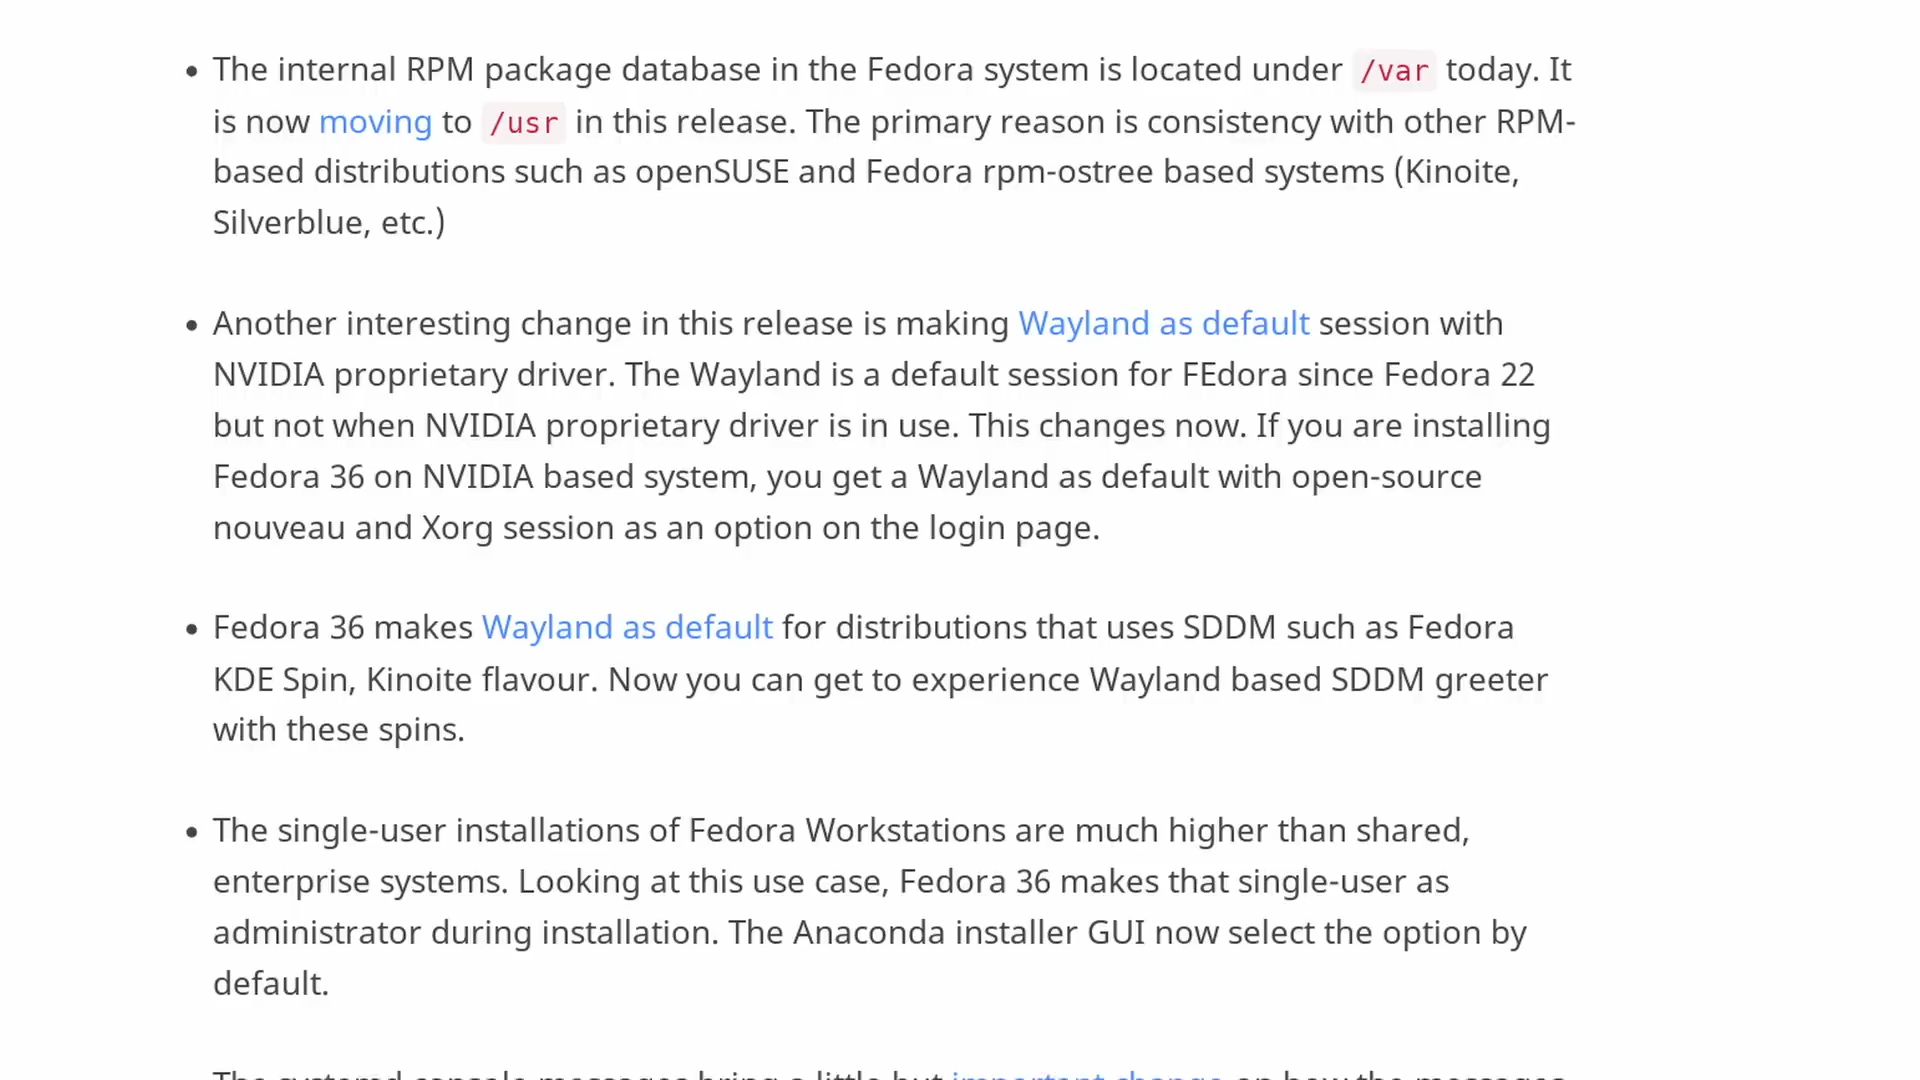 The internal RPM package database in the Fedora system is located under /var today. It
is now moving to /usr in this release. The primary reason is consistency with other RPM-
based distributions such as openSUSE and Fedora rpm-ostree based systems (Kinoite,
Silverblue, etc.)
Another interesting change in this release is making Wayland as default session with
NVIDIA proprietary driver. The Wayland is a default session for FEdora since Fedora 22
but not when NVIDIA proprietary driver is in use. This changes now. If you are installing
Fedora 36 on NVIDIA based system, you get a Wayland as default with open-source
nouveau and Xorg session as an option on the login page.
Fedora 36 makes Wayland as default for distributions that uses SDDM such as Fedora
KDE Spin, Kinoite flavour. Now you can get to experience Wayland based SDDM greeter
with these spins.
The single-user installations of Fedora Workstations are much higher than shared,
enterprise systems. Looking at this use case, Fedora 36 makes that single-user as
administrator during installation. The Anaconda installer GUI now select the option by
default.
The systemd console messages bring a little but important change on how the messages